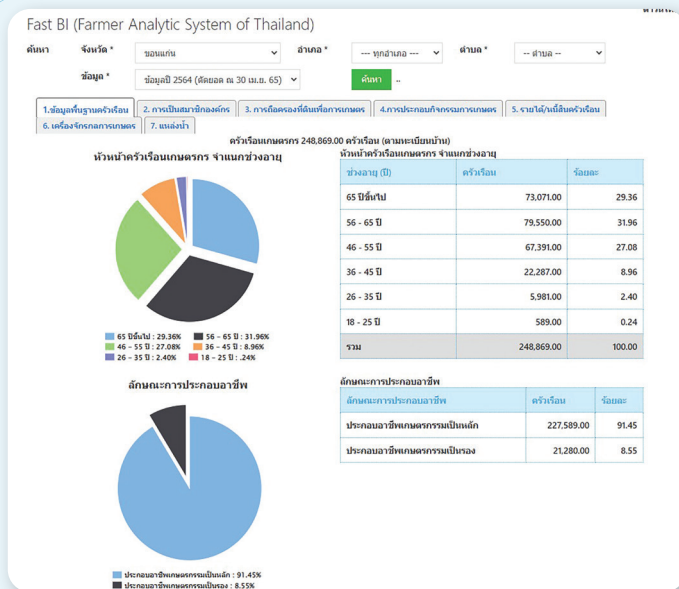 Fast BI (Farmer Analytic System of Thailand)
ค้นหา จังหวัด * ขอนแก่น อำเภอ * --- ทุกอำเภอ --- ตำบล * -- ตำบล --
ข้อมูล * ข้อมูลปี 2564 (ตัดยอด ณ 30 เม.ย. 65) ค้นหา ..
1.ข้อมูลพื้นฐานครัวเรือน 2. การเป็นสมาชิกองค์กร 3. การถือครองที่ดินเพื่อการเกษตร 4.การประกอบกิจกรรมการเกษตร 5. รายได้/หนี้สินครัวเรือน
6. เครื่องจักรกลการเกษตร 7. แหล่งน้ำ
ครัวเรือนเกษตรกร 248,869.00 ครัวเรือน (ตามทะเบียนบ้าน)
หัวหน้าครัวเรือนเกษตรกร จำแนกช่วงอายุ
65 ปีขึ้นไป : 29.36% 56 - 65 ปี : 31.96%
46 - 55 ปี : 27.08% 36 - 45 ปี : 8.96%
26 - 35 ปี : 2.40% 18 - 25 ปี : .24%
หัวหน้าครัวเรือนเกษตรกร จำแนกช่วงอายุ
ช่วงอายุ (ปี) ครัวเรือน ร้อยละ
65 ปีขึ้นไป 73,071.00 29.36
56 - 65 ปี 79,550.00 31.96
46 - 55 ปี 67,391.00 27.08
36 - 45 ปี 22,287.00 8.96
26 - 35 ปี 5,981.00 2.40
18 - 25 ปี 589.00 0.24
รวม 248,869.00 100.00
ลักษณะการประกอบอาชีพ
ประกอบอาชีพเกษตรกรรมเป็นหลัก : 91.45%
ประกอบอาชีพเกษตรกรรมเป็นรอง : 8.55%
ลักษณะการประกอบอาชีพ
ลักษณะการประกอบอาชีพ ครัวเรือน ร้อยละ
ประกอบอาชีพเกษตรกรรมเป็นหลัก 227,589.00 91.45
ประกอบอาชีพเกษตรกรรมเป็นรอง 21,280.00 8.55